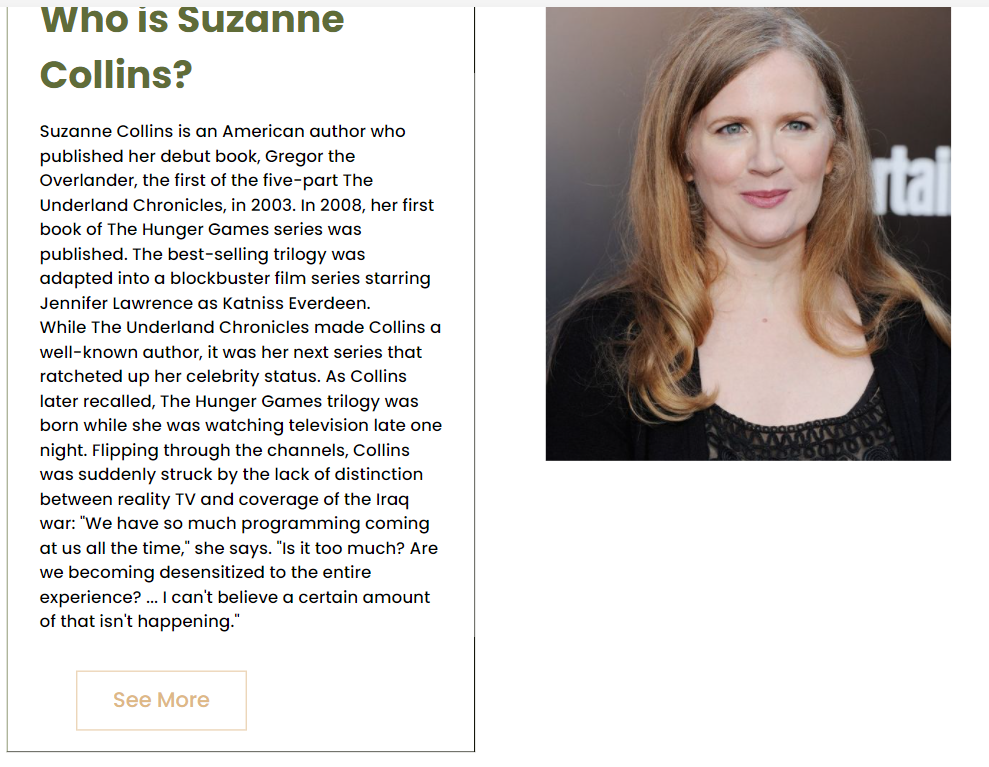 Who is Suzanne
Collins?
Suzanne Collins is an American author who
published her debut book, Gregor the
Overlander, the first of the five-part The
Underland Chronicles, in 2003. In 2008, her first
book of The Hunger Games series was
published. The best-selling trilogy was
adapted into a blockbuster film series starring
Jennifer Lawrence as Katniss Everdeen.
While The Underland Chronicles made Collins a
well-known author, it was her next series that
ratcheted up her celebrity status. As Collins
later recalled, The Hunger Games trilogy was
born while she was watching television late one
night. Flipping through the channels, Collins
was suddenly struck by the lack of distinction
between reality TV and coverage of the Iraq
war: "We have so much programming coming
at us all the time," she says. "Is it too much? Are
we becoming desensitized to the entire
experience? ... I can't believe a certain amount
of that isn't happening."
See More
rtai